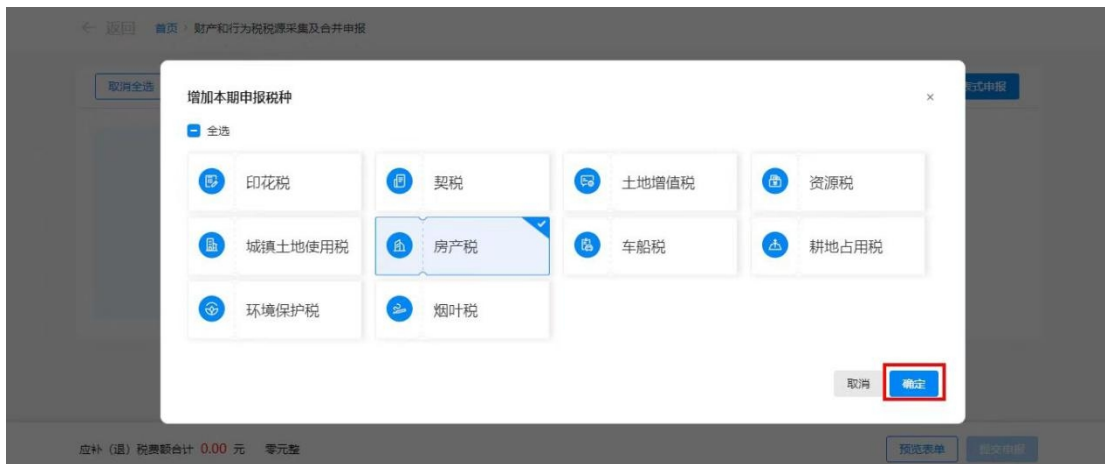 ← 返回 首页 财产和行为税税源采集及合并申报
取消全选
表式申报
增加本期申报税种 ×
全选
印花税 契税 土地增值税 资源税
城镇土地使用税 房产税 车船税 耕地占用税
环境保护税 烟叶税
取消 确定
应补(退)税费额合计 0.00 元 零元整 预览表单 提交申报